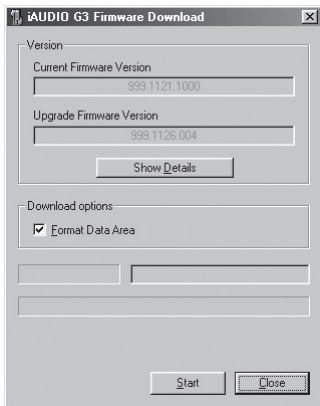 iAUDIO G3 Firmware Download
Version
Current Firmware Version
999.1121.1000
Upgrade Firmware Version
999.1126.004
Show Details
Download options
Format Data Area
Start
Close